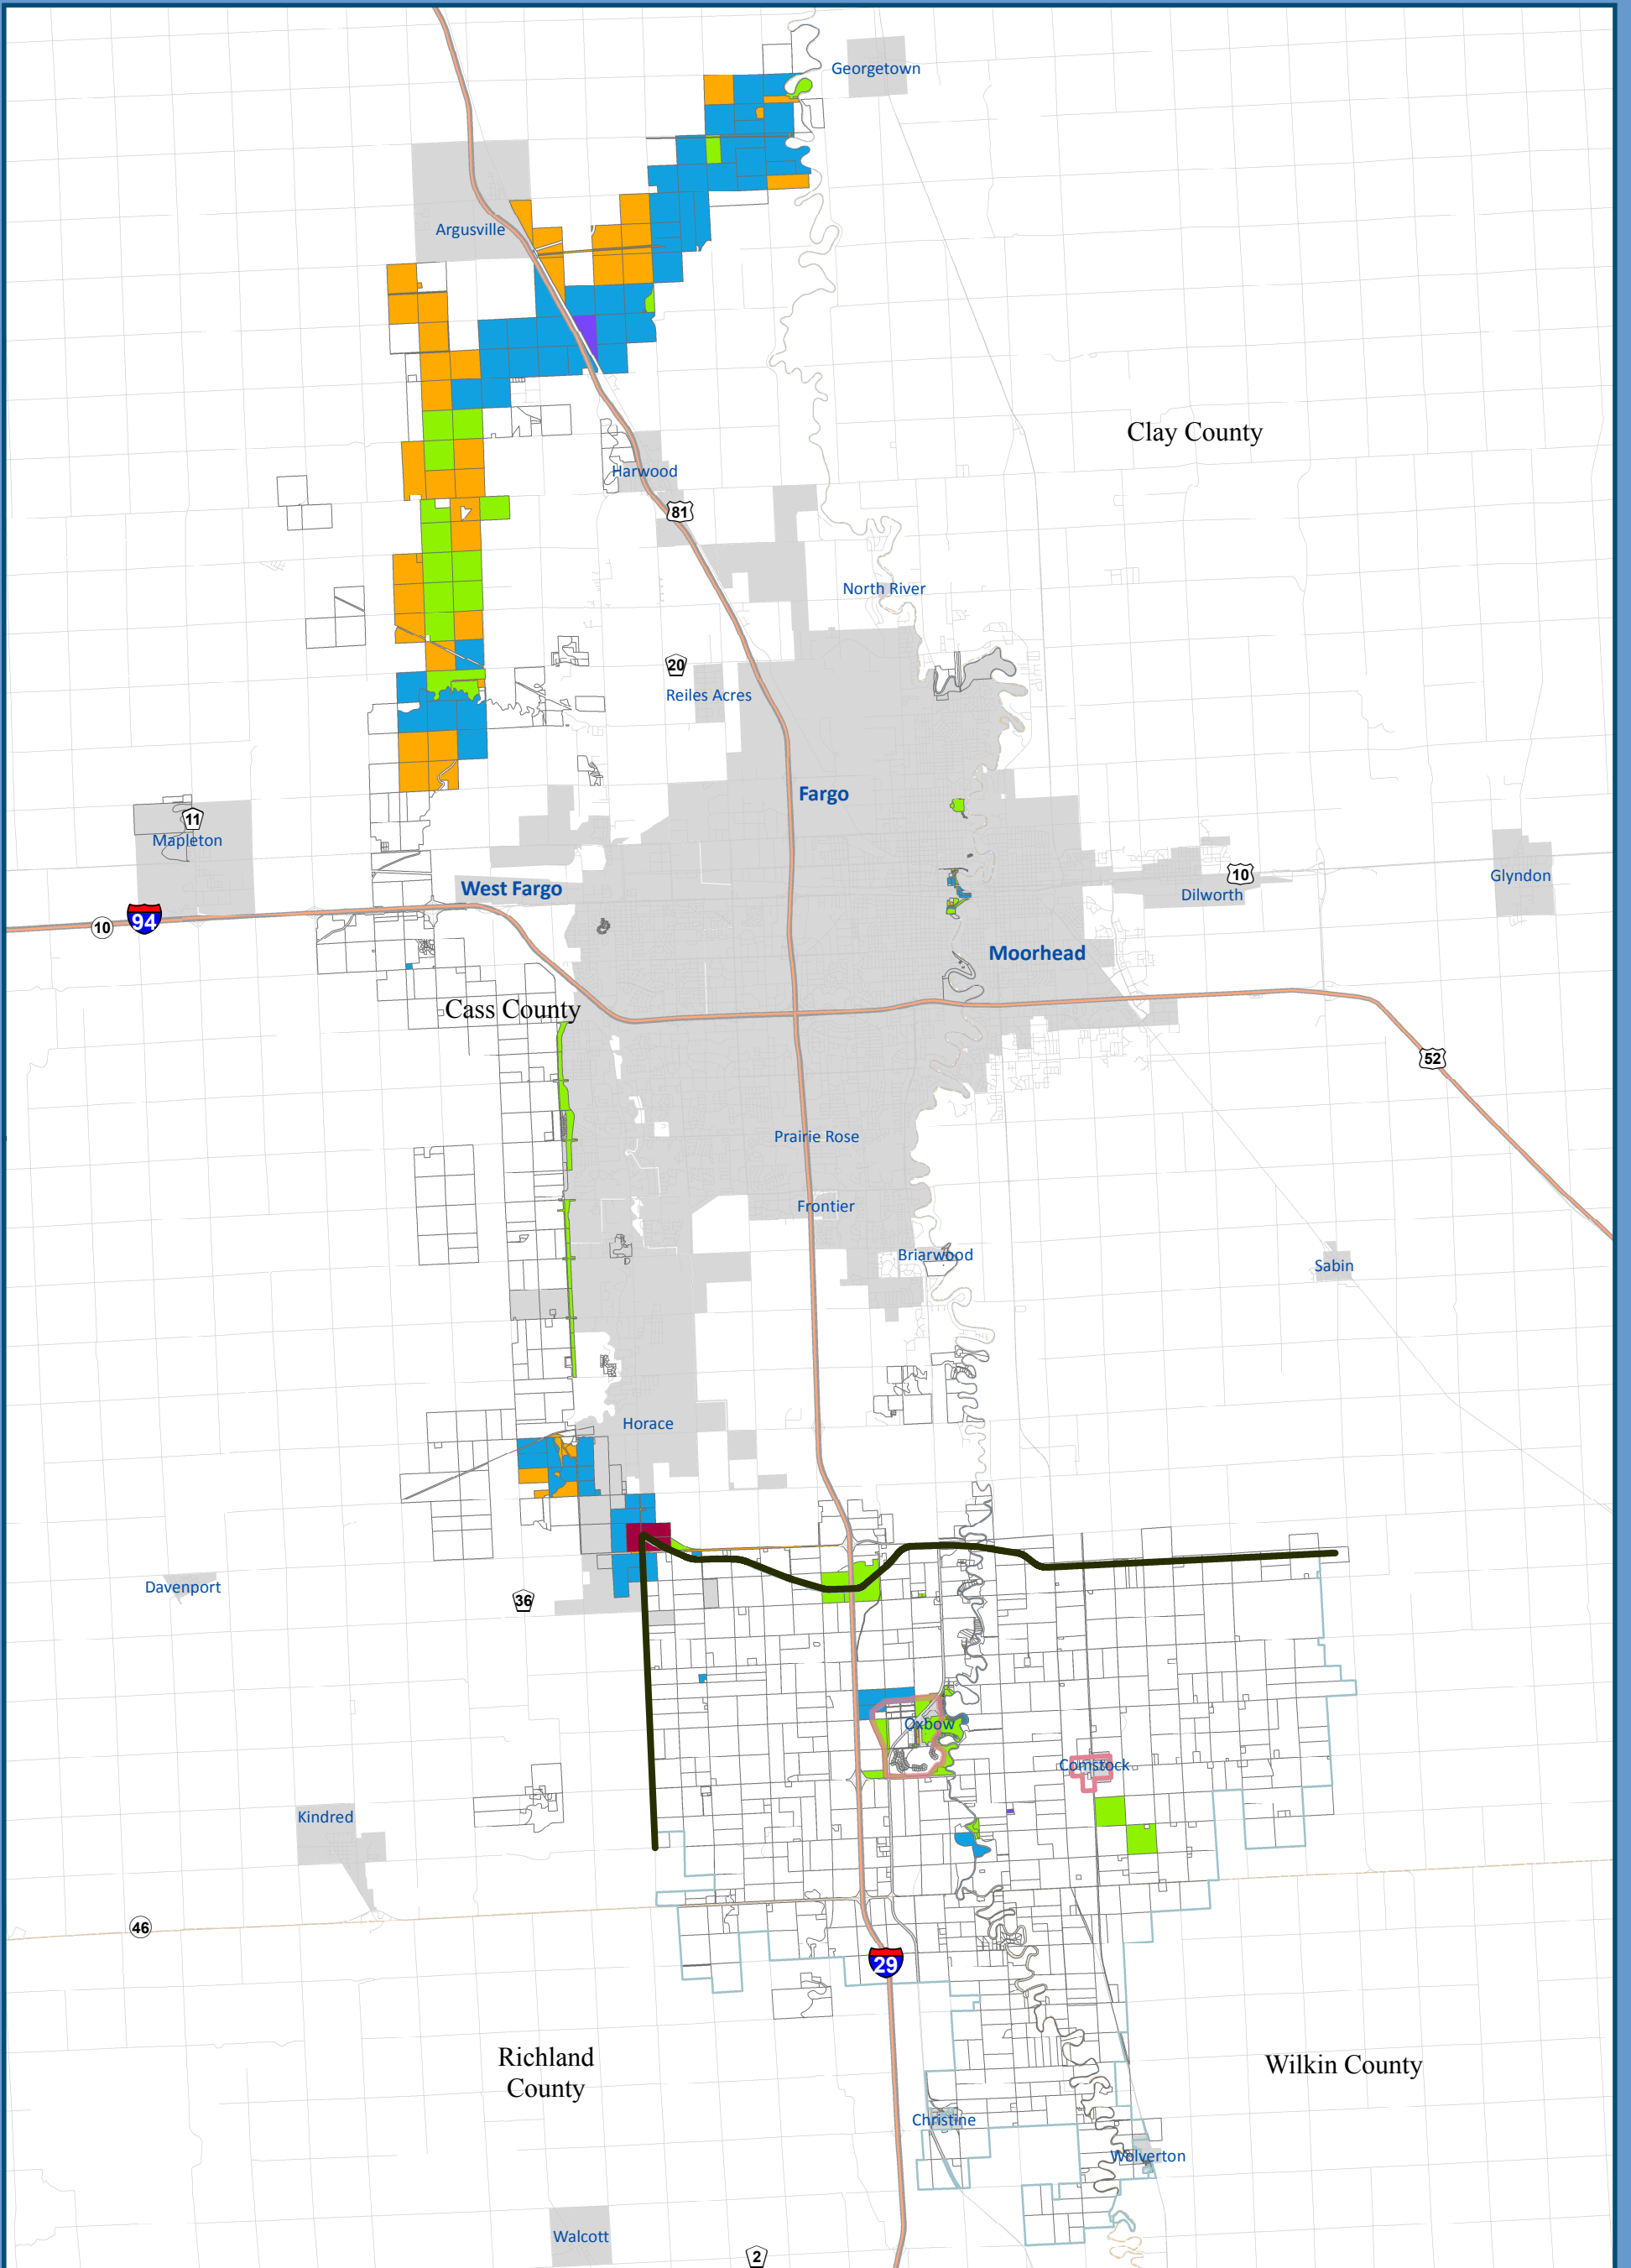 Georgetown
Argusville
Clay County
Harwood
81
North River
20
Reiles Acres
Fargo
11
Mapleton
West Fargo
10
Glyndon
Dilworth
10
94
Moorhead
Cass County
52
Prairie Rose
Frontier
Briarwood
Sabin
Horace
Davenport
36
Oxbow
Comstock
Kindred
46
29
Richland
County
Wilkin County
Christine
Wolverton
Walcott
2